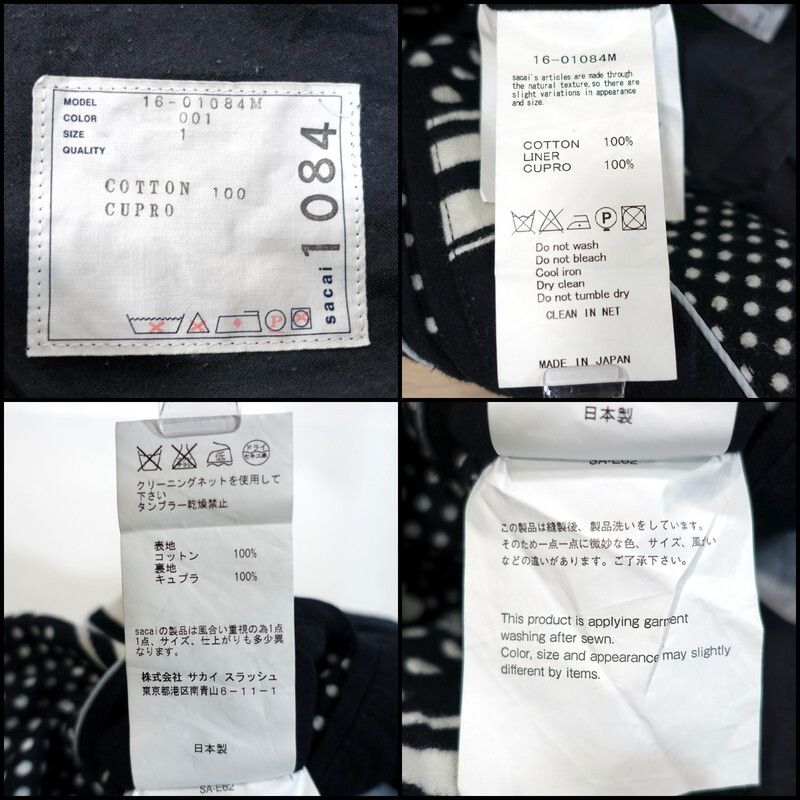 MODEL 16-01084M
COLOR 001
SIZE 1
QUALITY
COTTON 100
CUPRO
sacai 1084
16-01084M
sacai's articles are made through
the natural texture, so there are
slight variations in appearance
and size.
COTTON 100%
LINER
CUPRO 100%
P
Do not wash
Do not bleach
Cool iron
Dry clean
Do not tumble dry
CLEAN IN NET
MADE IN JAPAN
低 ドライ
セキユ系
クリーニングネットを使用して
下さい
タンブラー乾燥禁止
表地
コットン 100%
裏地
キュプラ 100%
sacaiの製品は風合い重視の為1点
1点、サイズ、仕上がりも多少異
なります。
株式会社 サカイ スラッシュ
東京都港区南青山6-11-1
日本製
SA-E62
日本製
SA-E62
この製品は縫製後、製品洗いをしています。
そのため一点一点に微妙な色、サイズ、風合い
などの違いがあります。ご了承下さい。
This product is applying garment
washing after sewn.
Color, size and appearance may slightly
different by items.